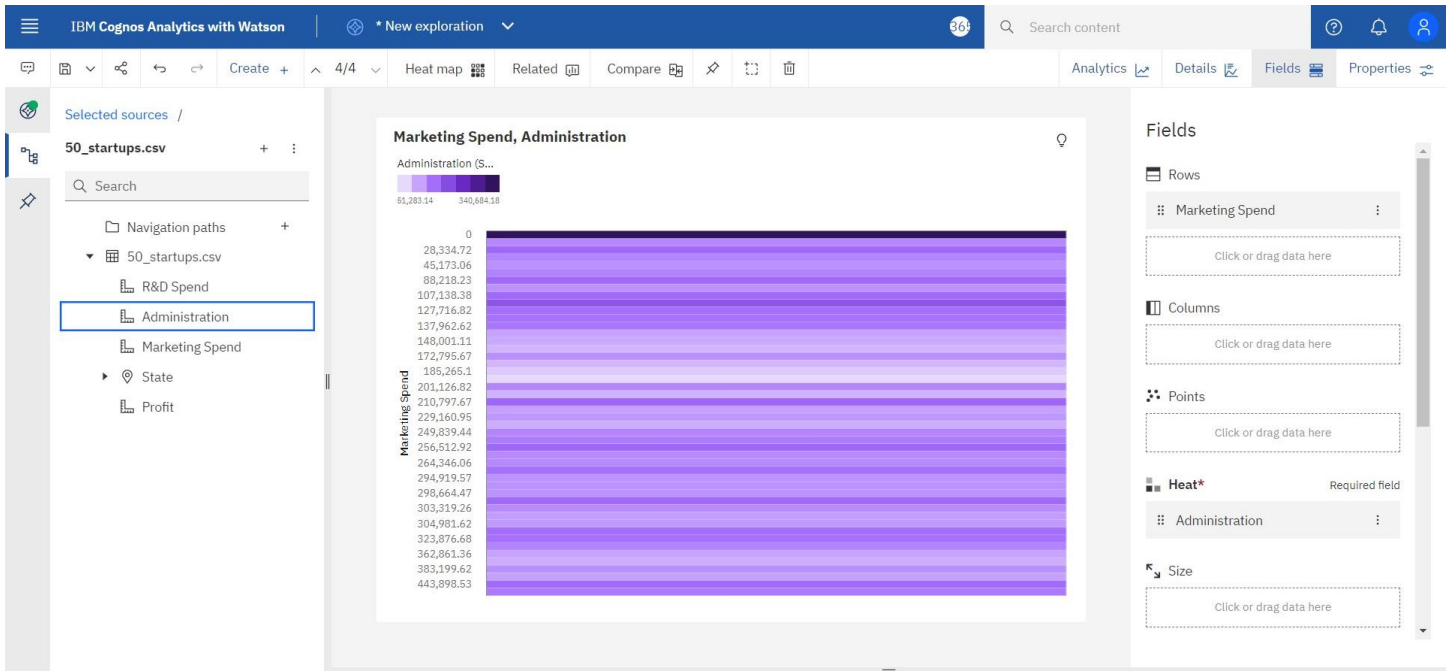 IBM Cognos Analytics with Watson
* New exploration
365
Search content
Create +
4/4
Heat map
Related
Compare
Analytics
Details
Fields
Properties
Selected sources /
50_startups.csv
Search
Navigation paths
50_startups.csv
R&D Spend
Administration
Marketing Spend
State
Profit
Marketing Spend, Administration
Administration (S...
51,283.14 340,684.18
Marketing Spend
0
28,334.72
45,173.06
88,218.23
107,138.38
127,716.82
137,962.62
148,001.11
172,795.67
185,265.1
201,126.82
210,797.67
229,160.95
249,839.44
256,512.92
264,346.06
294,919.57
298,664.47
303,319.26
304,981.62
323,876.68
362,861.36
383,199.62
443,898.53
Fields
Rows
Marketing Spend
Click or drag data here
Columns
Click or drag data here
Points
Click or drag data here
Heat* Required field
Administration
Size
Click or drag data here